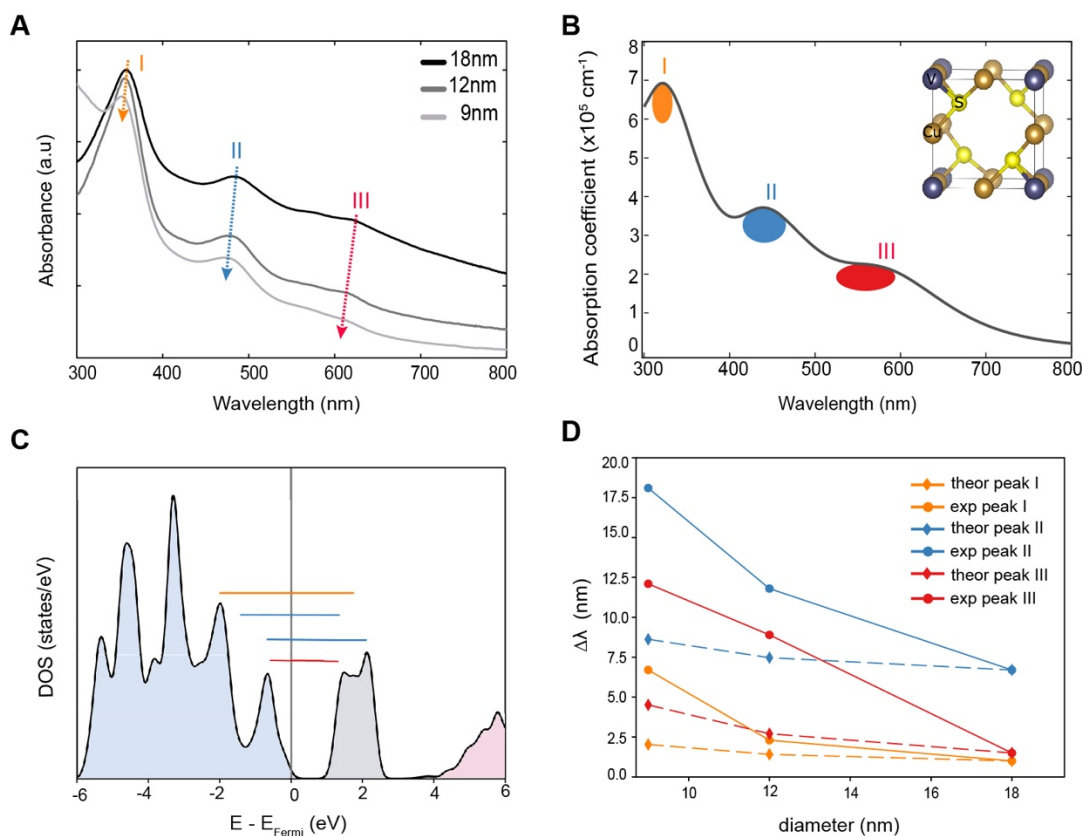 A
I
II
III
18nm
12nm
9nm
Absorbance (a.u)
300 400 500 600 700 800
Wavelength (nm)
B
I
II
III
V
S
Cu
Absorption coefficient (x10⁵ cm⁻¹)
7
6
5
4
3
2
1
0
300 400 500 600 700 800
Wavelength (nm)
C
DOS (states/eV)
-6 -4 -2 0 2 4 6
E - E_Fermi (eV)
D
theor peak I
exp peak I
theor peak II
exp peak II
theor peak III
exp peak III
Δλ (nm)
20.0
17.5
15.0
12.5
10.0
7.5
5.0
2.5
0.0
10 12 14 16 18
diameter (nm)